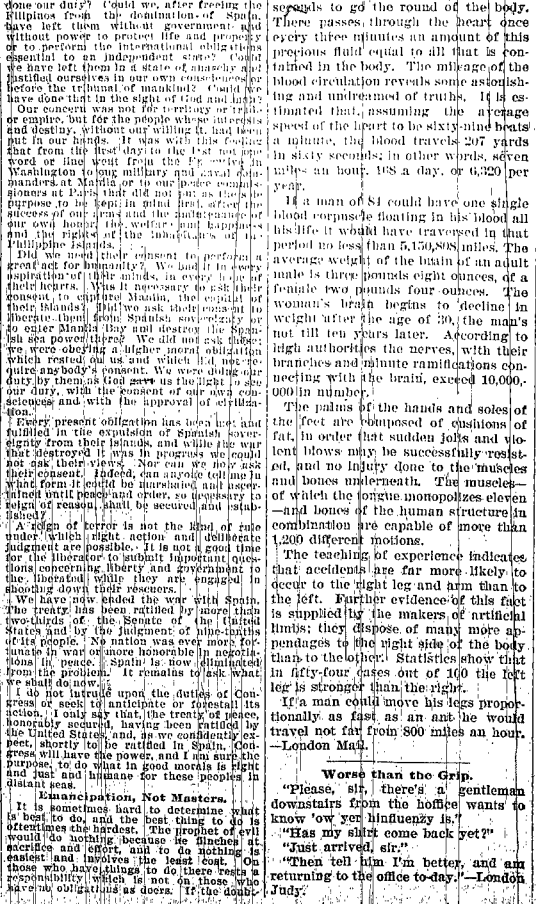 done our duty? Could we, after freeing the
Filipinos from the domination of Spain,
have left them without government and
without power to protect life and property
or to perform the international obligations
essential to an independent state? Could
we have left them in a state of anarchy and
justified ourselves in our own consciences or
before the tribunal of mankind? Could we
have done that in the sight of God and man?
Our concern was not for territory or trade
or empire, but for the people whose interests
and destiny, without our willing it, had been
put in our hands. It was with this feeling
that from the first day to the last not one
word or line went from the Executive in
Washington to our military and naval com-
manders at Manila or to our peace commis-
sioners at Paris that did not put as the sole
purpose to be kept in mind first, after the
success of our arms and the maintenance of
our own honor, the welfare and happiness
and the rights of the inhabitants of the
Philippine islands.
Did we need their consent to perform a
great act for humanity? We had it in every
aspiration of their minds, in every hope of
their hearts. Was it necessary to ask their
consent to capture Manila, the capital of
their islands? Did we ask their consent to
liberate them from Spanish sovereignty or
to enter Manila Bay and destroy the Span-
ish sea power there? We did not ask these;
we were obeying a higher moral obligation
which rested on us and which did not re-
quire anybody's consent. We were doing our
duty by them as God gave us the light to see
our duty, with the consent of our own con-
sciences and with the approval of civiliza-
tion.
Every present obligation has been met and
fulfilled in the expulsion of Spanish sover-
eignty from their islands, and while the war
that destroyed it was in progress we could
not ask their views. Nor can we now ask
their consent. Indeed, can anyone tell me in
what form it could be marshaled and ascer-
tained until peace and order, so necessary to
reign of reason, shall be secured and estab-
lished?
A reign of terror is not the kind of rule
under which right action and deliberate
judgment are possible. It is not a good time
for the liberator to submit important ques-
tions concerning liberty and government to
the liberated while they are engaged in
shooting down their rescuers.
We have now ended the war with Spain.
The treaty has been ratified by more than
two-thirds of the Senate of the United
States and by the judgment of nine-tenths
of its people. No nation was ever more for-
tunate in war or more honorable in negotia-
tions in peace. Spain is now eliminated
from the problem. It remains to ask what
we shall do now.
I do not intrude upon the duties of Con-
gress or seek to anticipate or forestall its
action. I only say that the treaty of peace,
honorably secured, having been ratified by
the United States, and, as we confidently ex-
pect, shortly to be ratified in Spain, Con-
gress will have the power, and I am sure the
purpose, to do what in good morals is right
and just and humane for these peoples in
distant seas.
Emancipation, Not Masters.
It is sometimes hard to determine what
is best to do, and the best thing to do is
oftentimes the hardest. The prophet of evil
would do nothing because he flinches at
sacrifice and effort, and to do nothing is
easiest and involves the least cost. On
those who have things to do there rests a
responsibility which is not on those who
have no obligations as doers. If the doubt-
seconds to go the round of the body.
There passes through the heart once
every three minutes an amount of this
precious fluid equal to all that is con-
tained in the body. The mileage of the
blood circulation reveals some astonish-
ing and undreamed of truths. It is es-
timated that, assuming the average
speed of the heart to be sixty-nine beats
a minute, the blood travels 207 yards
in sixty seconds; in other words, seven
miles an hour, 168 a day, or 6,320 per
year.
If a man of 84 could have one single
blood corpuscle floating in his blood all
his life it would have traversed in that
period no less than 5,150,808 miles. The
average weight of the brain of an adult
male is three pounds eight ounces, of a
female two pounds four ounces. The
woman's brain begins to decline in
weight after the age of 30, the man's
not till ten years later. According to
high authorities the nerves, with their
branches and minute ramifications con-
necting with the brain, exceed 10,000,-
000 in number.
The palms of the hands and soles of
the feet are composed of cushions of
fat, in order that sudden jolts and vio-
lent blows may be successfully resist-
ed, and no injury done to the muscles
and bones underneath. The muscles—
of which the tongue monopolizes eleven
—and bones of the human structure in
combination are capable of more than
1,200 different motions.
The teaching of experience indicates
that accidents are far more likely to
occur to the right leg and arm than to
the left. Further evidence of this fact
is supplied by the makers of artificial
limbs; they dispose of many more ap-
pendages to the right side of the body
than to the other. Statistics show that
in fifty-four cases out of 100 the left
leg is stronger than the right.
If a man could move his legs propor-
tionally as fast as an ant he would
travel not far from 800 miles an hour.
—London Mail.
Worse than the Grip.
"Please, sir, there's a gentleman
downstairs from the hoffice wants to
know 'ow yer hinfluenzy is."
"Has my shirt come back yet?"
"Just arrived, sir."
"Then tell him I'm better, and am
returning to the office to-day."—London
Judy.